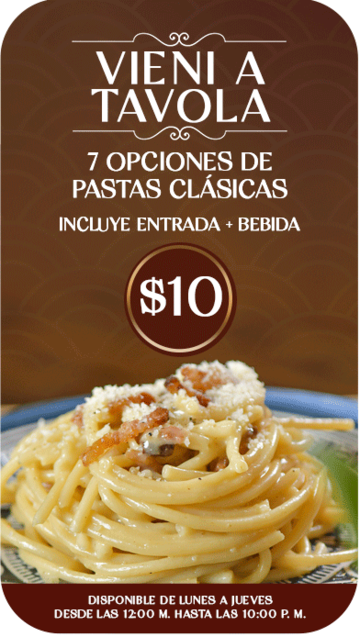 VIENI A
TAVOLA
7 OPCIONES DE
PASTAS CLÁSICAS
INCLUYE ENTRADA + BEBIDA
$10
DISPONIBLE DE LUNES A JUEVES
DESDE LAS 12:00 M. HASTA LAS 10:00 P. M.